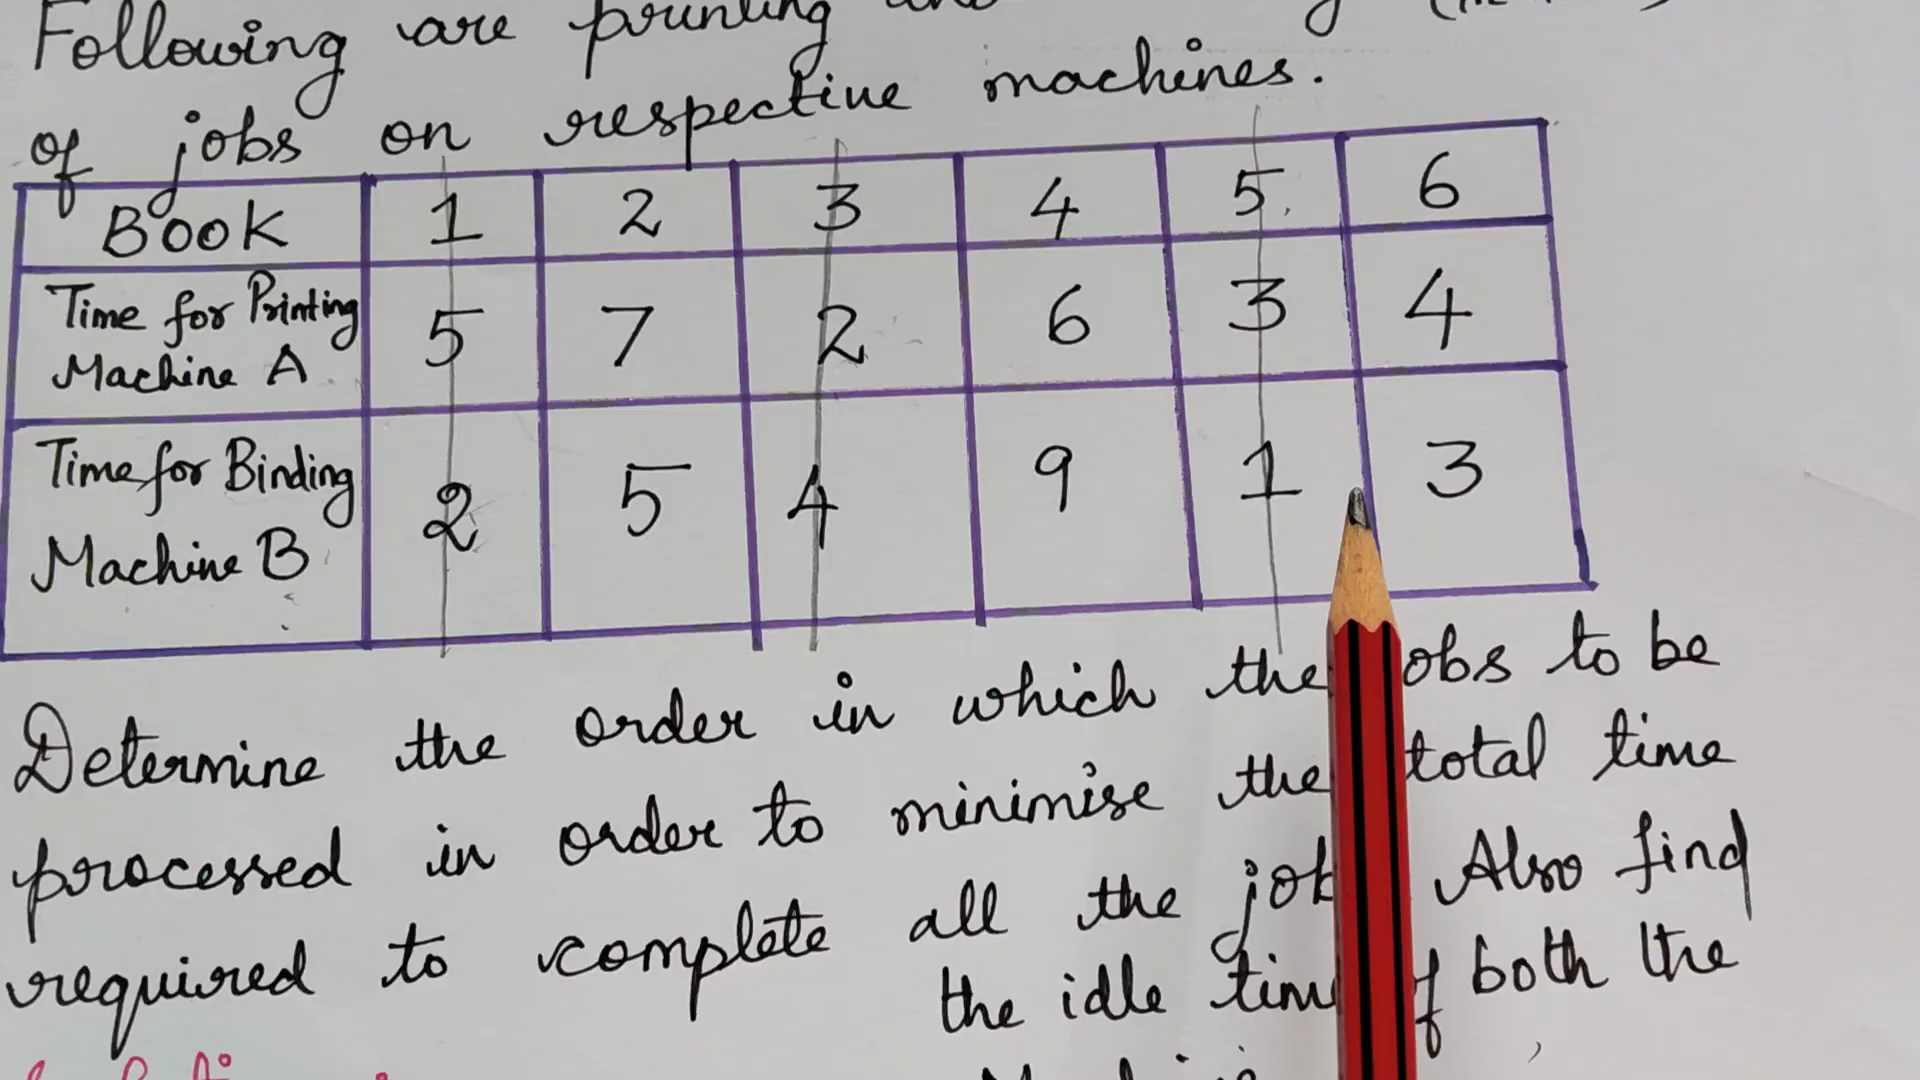 Following are printing
of jobs on respective machines.
BOOK 1 2 3 4 5 6
Time for Printing Machine A 5 7 2 6 3 4
Time for Binding Machine B 2 5 4 9 1 3
Determine the order in which the jobs to be
processed in order to minimise the total time
required to complete all the job Also find
the idle time of both the